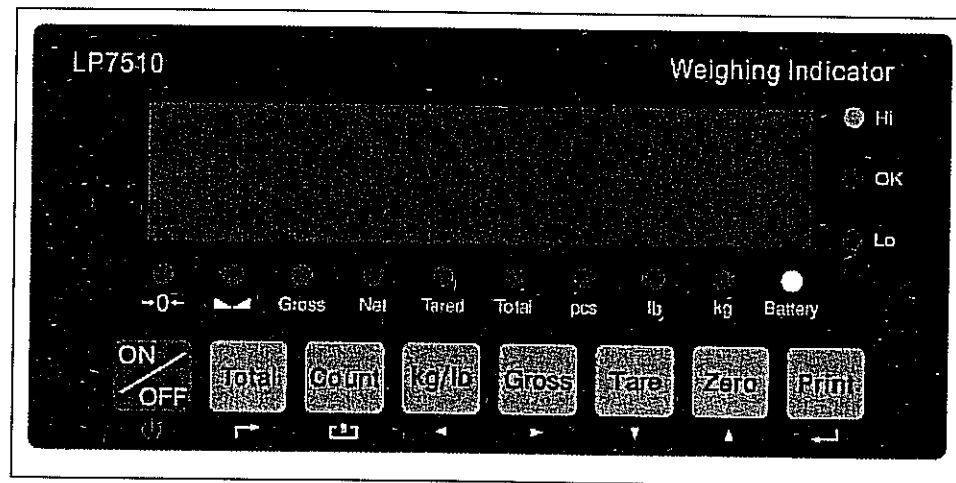 LP7510 Weighing Indicator
Hi
OK
Lo
→0← Gross Net Tared Total pcs lb kg Battery
ON/OFF Total Count kg/lb Gross Tare Zero Print